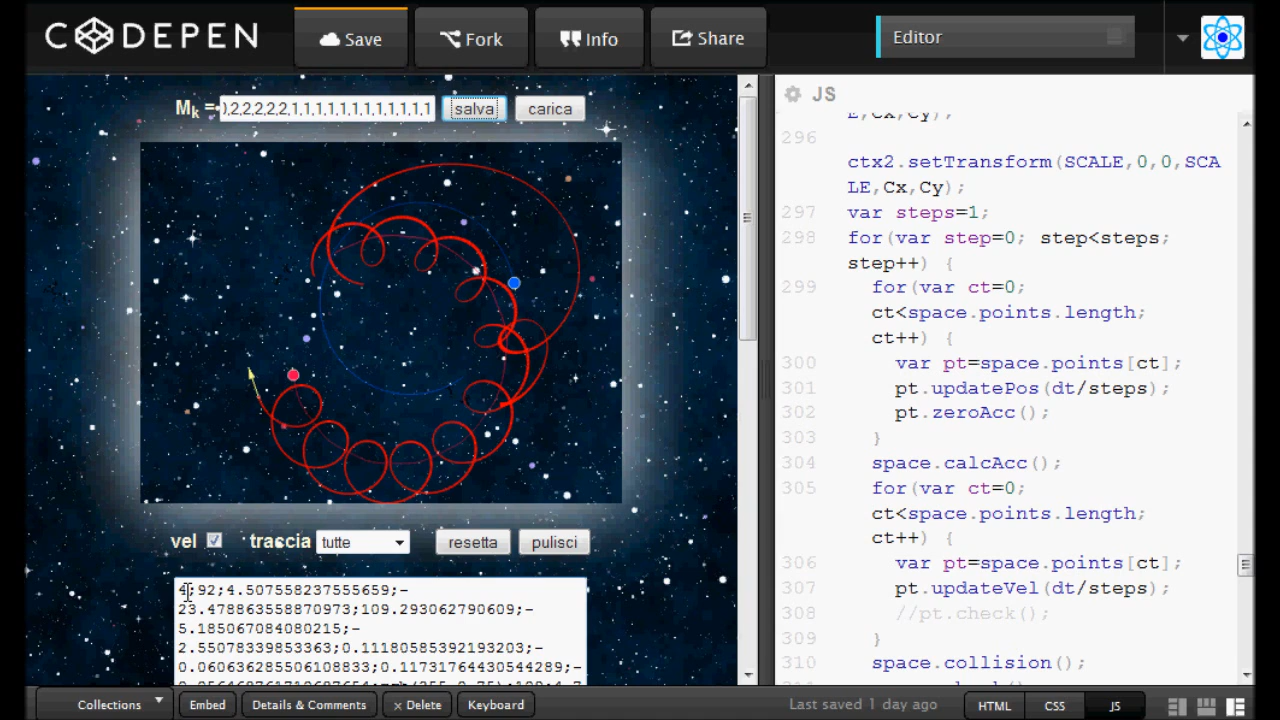 CODEPEN
Save
Fork
Info
Share
Editor
Mk = ,2,2,2,2,2,1,1,1,1,1,1,1,1,1,1,1,1
salva
carica
vel
traccia
tutte
resetta
pulisci
4;92;4.507558237555659;-
23.478863558870973;109.293062790609;-
5.185067084080215;-
2.55078339853363;0.11180585392193203;-
0.060636285506108833;0.11731764430544289;-
JS
E,Cx,Cy);
296
ctx2.setTransform(SCALE,0,0,SCA
LE,Cx,Cy);
297 var steps=1;
298 for(var step=0; step<steps;
step++) {
299 for(var ct=0;
ct<space.points.length;
ct++) {
300 var pt=space.points[ct];
301 pt.updatePos(dt/steps);
302 pt.zeroAcc();
303 }
304 space.calcAcc();
305 for(var ct=0;
ct<space.points.length;
ct++) {
306 var pt=space.points[ct];
307 pt.updateVel(dt/steps);
308 //pt.check();
309 }
310 space.collision();
Collections
Embed
Details & Comments
× Delete
Keyboard
Last saved 1 day ago
HTML
CSS
JS